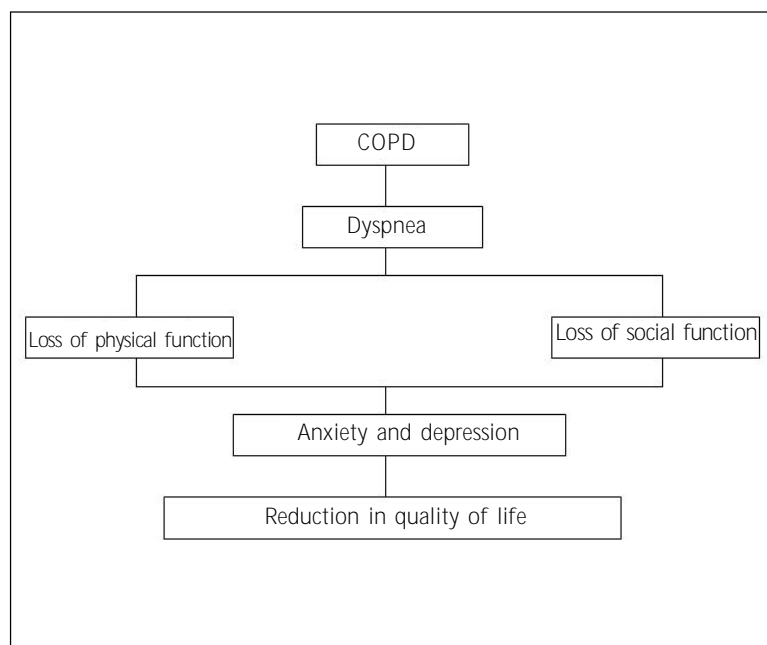 COPD
Dyspnea
Loss of physical function
Loss of social function
Anxiety and depression
Reduction in quality of life